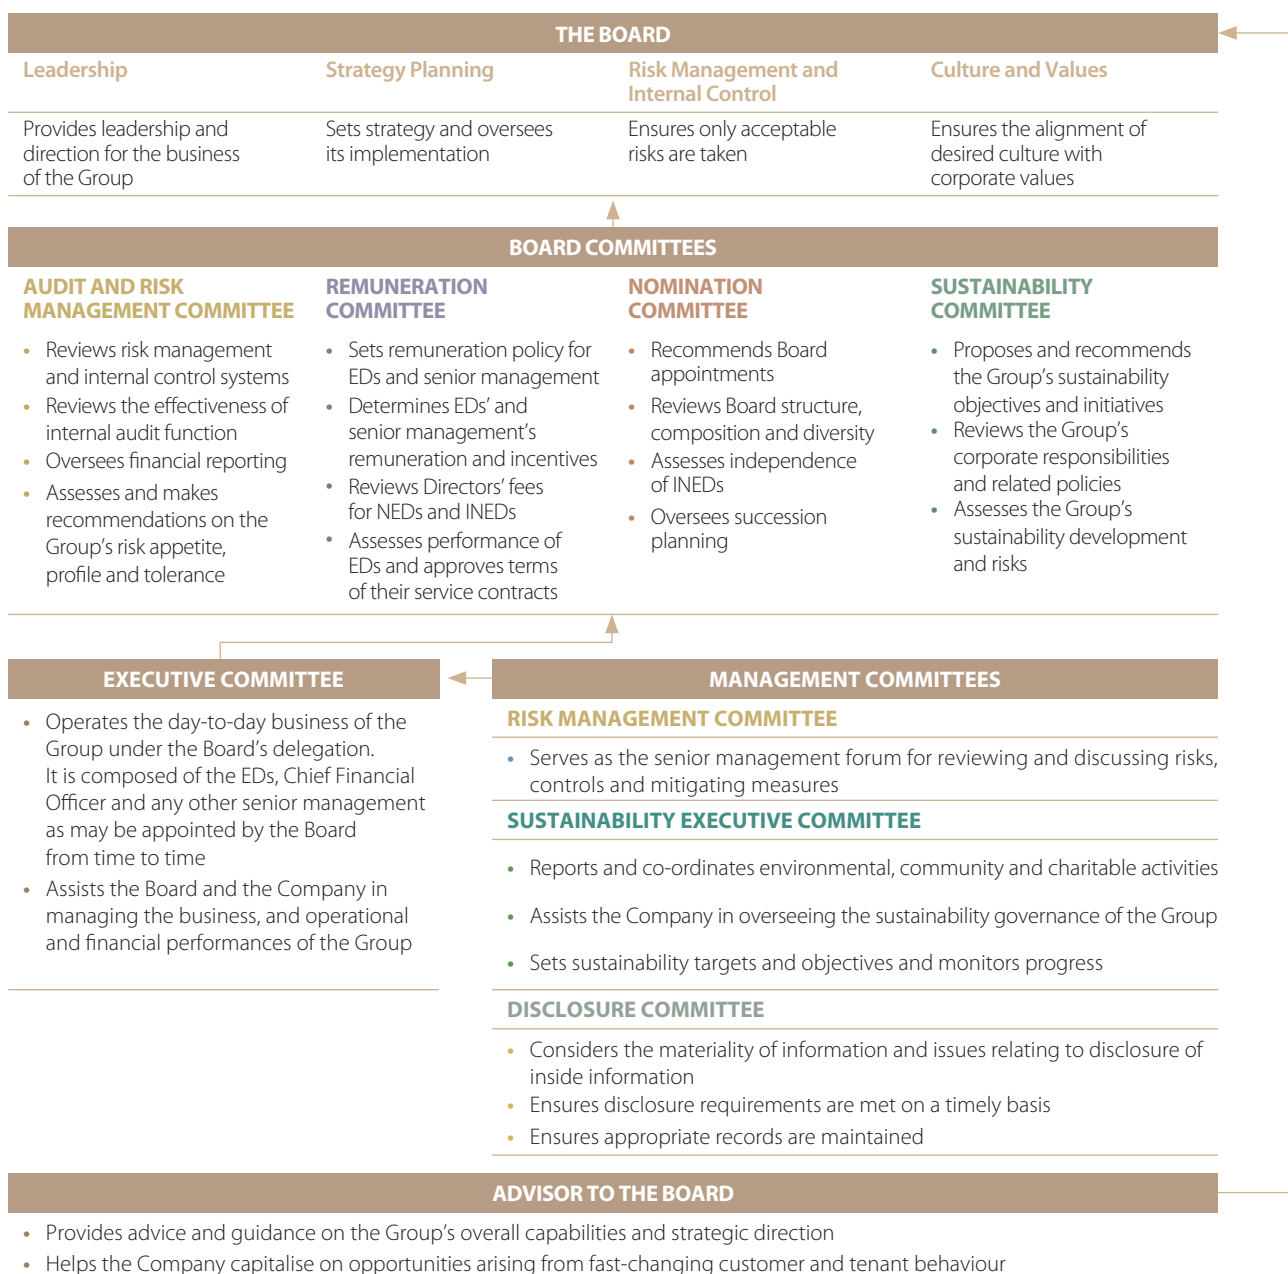 THE BOARD
Leadership
Provides leadership and
direction for the business
of the Group
Strategy Planning
Sets strategy and oversees
its implementation
Risk Management and
Internal Control
Ensures only acceptable
risks are taken
Culture and Values
Ensures the alignment of
desired culture with
corporate values
BOARD COMMITTEES
AUDIT AND RISK
MANAGEMENT COMMITTEE
• Reviews risk management
and internal control systems
• Reviews the effectiveness of
internal audit function
• Oversees financial reporting
• Assesses and makes
recommendations on the
Group’s risk appetite,
profile and tolerance
REMUNERATION
COMMITTEE
• Sets remuneration policy for
EDs and senior management
• Determines EDs’ and
senior management’s
remuneration and incentives
• Reviews Directors’ fees
for NEDs and INEDs
• Assesses performance of
EDs and approves terms
of their service contracts
NOMINATION
COMMITTEE
• Recommends Board
appointments
• Reviews Board structure,
composition and diversity
• Assesses independence
of INEDs
• Oversees succession
planning
SUSTAINABILITY
COMMITTEE
• Proposes and recommends
the Group’s sustainability
objectives and initiatives
• Reviews the Group’s
corporate responsibilities
and related policies
• Assesses the Group’s
sustainability development
and risks
EXECUTIVE COMMITTEE
• Operates the day-to-day business of the
Group under the Board’s delegation.
It is composed of the EDs, Chief Financial
Officer and any other senior management
as may be appointed by the Board
from time to time
• Assists the Board and the Company in
managing the business, and operational
and financial performances of the Group
MANAGEMENT COMMITTEES
RISK MANAGEMENT COMMITTEE
• Serves as the senior management forum for reviewing and discussing risks,
controls and mitigating measures
SUSTAINABILITY EXECUTIVE COMMITTEE
• Reports and co-ordinates environmental, community and charitable activities
• Assists the Company in overseeing the sustainability governance of the Group
• Sets sustainability targets and objectives and monitors progress
DISCLOSURE COMMITTEE
• Considers the materiality of information and issues relating to disclosure of
inside information
• Ensures disclosure requirements are met on a timely basis
• Ensures appropriate records are maintained
ADVISOR TO THE BOARD
• Provides advice and guidance on the Group’s overall capabilities and strategic direction
• Helps the Company capitalise on opportunities arising from fast-changing customer and tenant behaviour